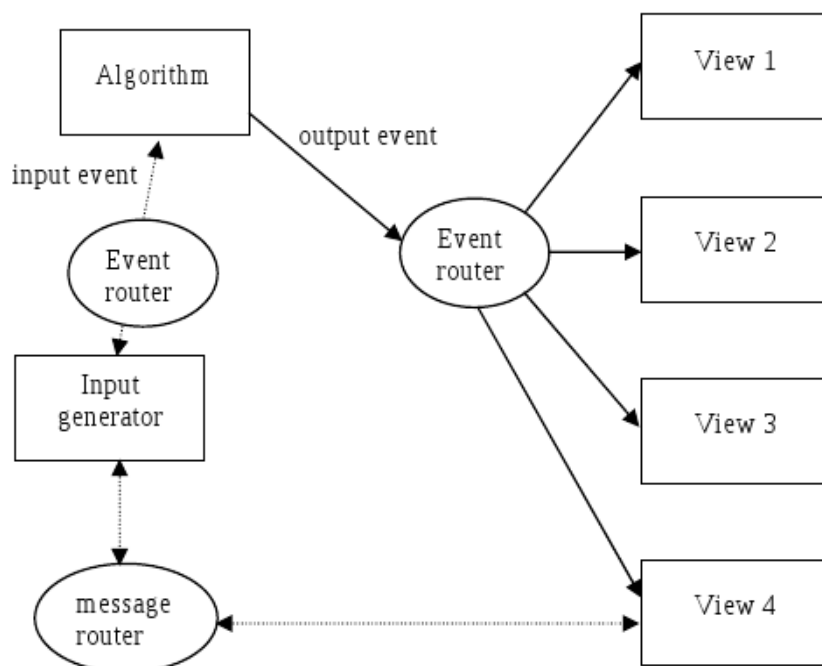 Algorithm
View 1
output event
input event
View 2
Event
router
Event
router
Input
generator
View 3
message
router
View 4